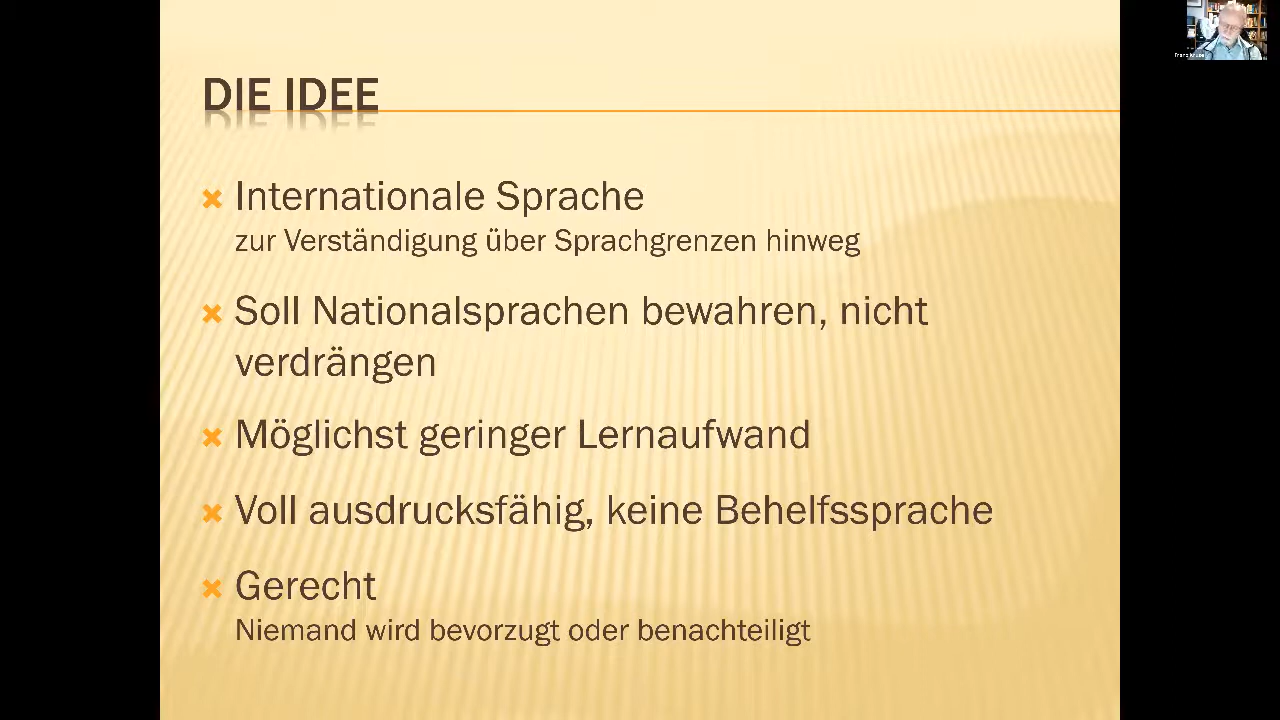 DIE IDEE
Internationale Sprache
zur Verständigung über Sprachgrenzen hinweg
Soll Nationalsprachen bewahren, nicht
verdrängen
Möglichst geringer Lernaufwand
Voll ausdrucksfähig, keine Behelfssprache
Gerecht
Niemand wird bevorzugt oder benachteiligt